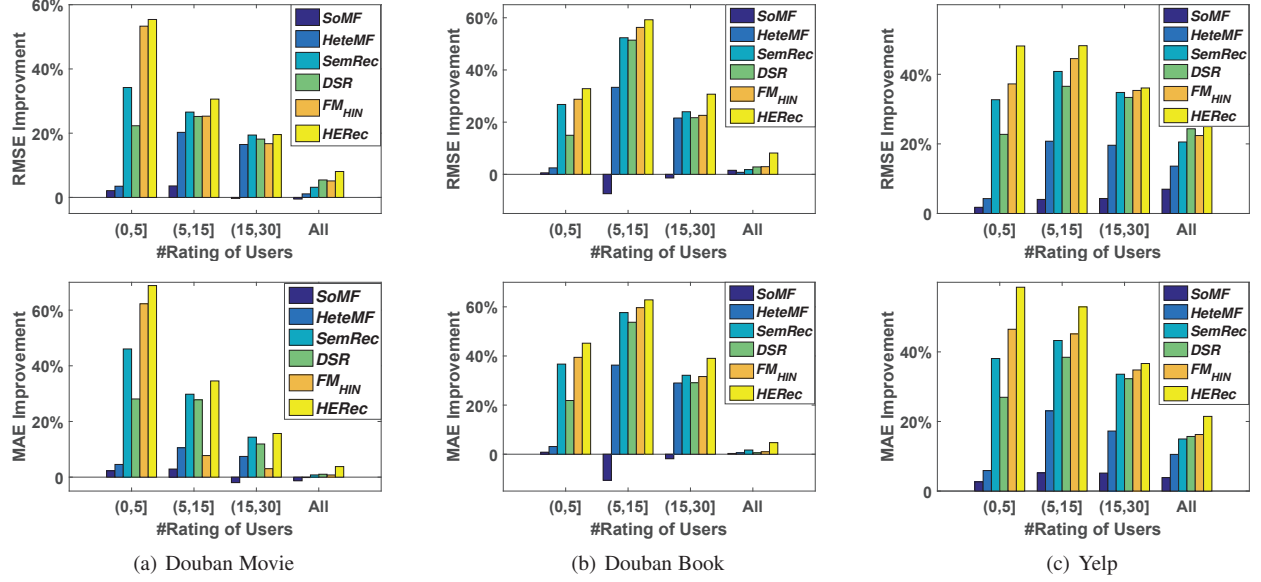 60%
40%
20%
0
RMSE Improvement
(0,5]
(5,15]
(15,30]
All
#Rating of Users
SoMF
HeteMF
SemRec
DSR
FM_HIN
HERec
60%
40%
20%
0
RMSE Improvement
(0,5]
(5,15]
(15,30]
All
#Rating of Users
SoMF
HeteMF
SemRec
DSR
FM_HIN
HERec
40%
20%
0
RMSE Improvement
(0,5]
(5,15]
(15,30]
All
#Rating of Users
SoMF
HeteMF
SemRec
DSR
FM_HIN
HERec
60%
40%
20%
0
MAE Improvement
(0,5]
(5,15]
(15,30]
All
#Rating of Users
SoMF
HeteMF
SemRec
DSR
FM_HIN
HERec
60%
40%
20%
0
MAE Improvement
(0,5]
(5,15]
(15,30]
All
#Rating of Users
SoMF
HeteMF
SemRec
DSR
FM_HIN
HERec
40%
20%
0
MAE Improvement
(0,5]
(5,15]
(15,30]
All
#Rating of Users
SoMF
HeteMF
SemRec
DSR
FM_HIN
HERec
(a) Douban Movie
(b) Douban Book
(c) Yelp